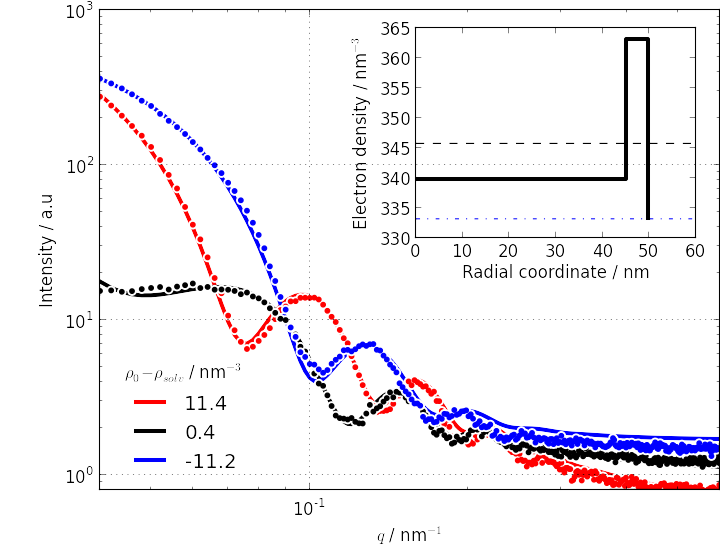 10³
10²
10¹
10⁰
Intensity / a.u
10⁻¹
q / nm⁻¹
ρ₀−ρsolv / nm⁻³
11.4
0.4
-11.2
365
360
355
350
345
340
335
330
Electron density / nm⁻³
0 10 20 30 40 50 60
Radial coordinate / nm